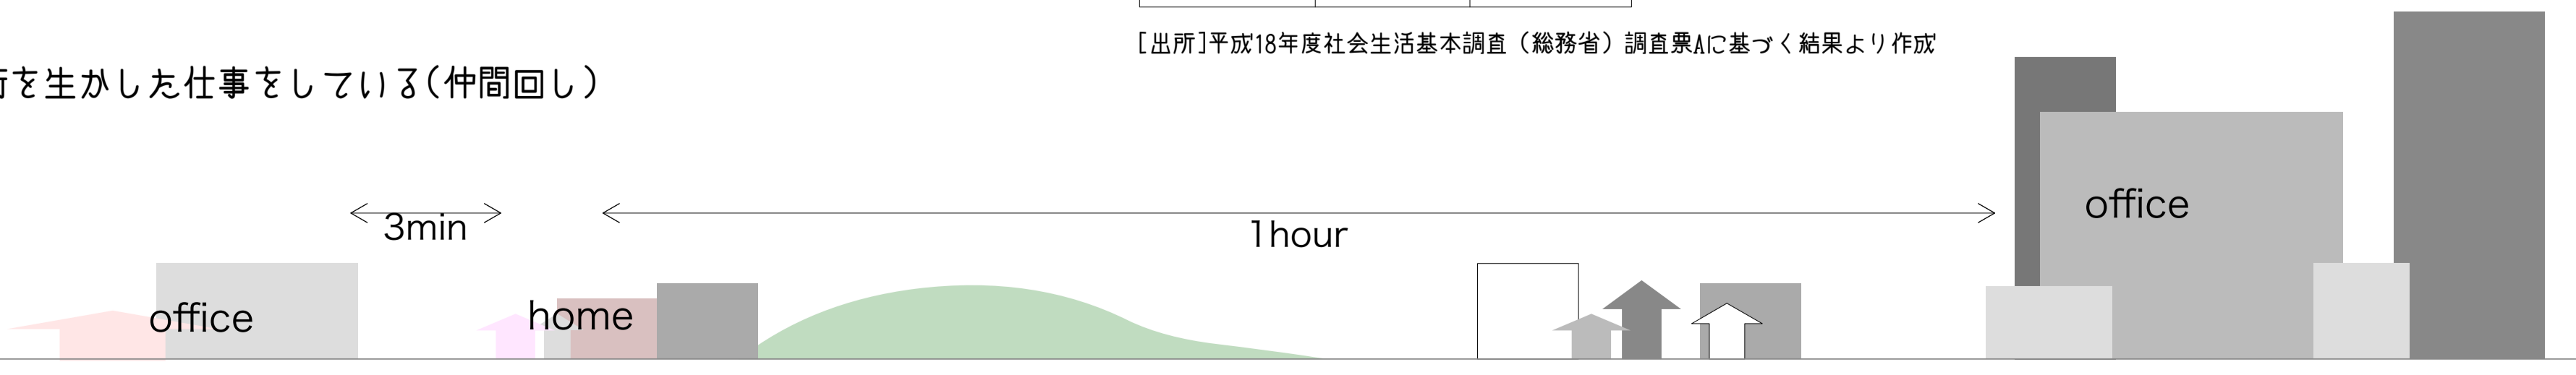 [出所]平成18年度社会生活基本調査（総務省）調査票Aに基づく結果より作成
を生かした仕事をしている(仲間回し)
3min
1hour
office
office
home